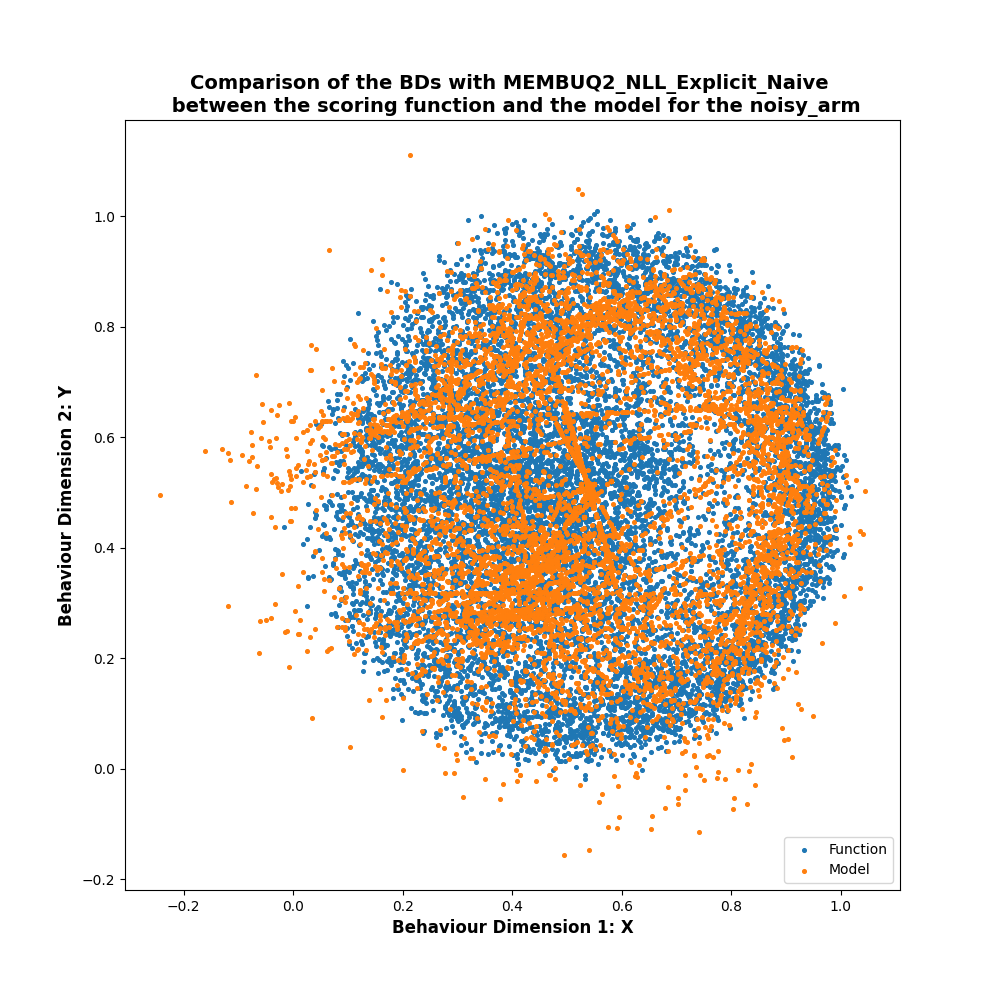 Comparison of the BDs with MEMBUQ2_NLL_Explicit_Naive
between the scoring function and the model for the noisy_arm
Behaviour Dimension 2: Y
1.0
0.8
0.6
0.4
0.2
0.0
−0.2
−0.2
0.0
0.2
0.4
0.6
0.8
1.0
Behaviour Dimension 1: X
Function
Model